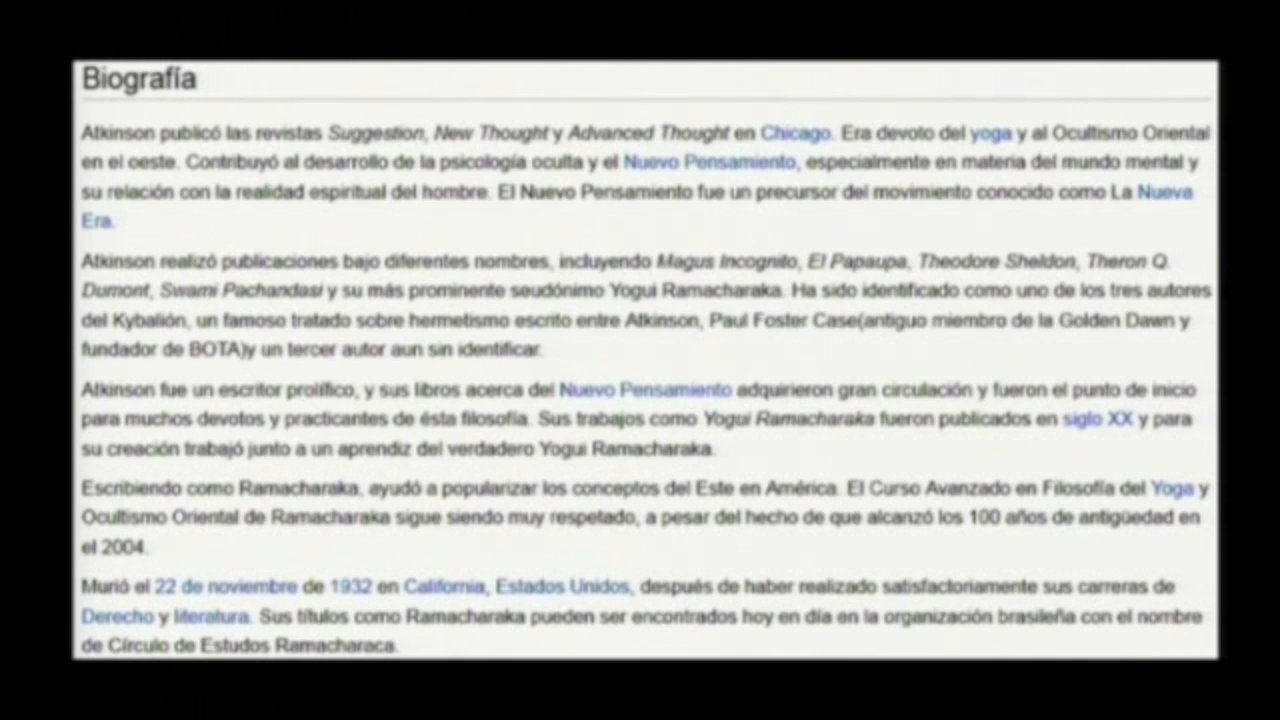 Biografía
Atkinson publicó las revistas Suggestion, New Thought y Advanced Thought en Chicago. Era devoto del yoga y al Ocultismo Oriental
en el oeste. Contribuyó al desarrollo de la psicología oculta y el Nuevo Pensamiento, especialmente en materia del mundo mental y
su relación con la realidad espiritual del hombre. El Nuevo Pensamiento fue un precursor del movimiento conocido como La Nueva
Era.
Atkinson realizó publicaciones bajo diferentes nombres, incluyendo Magus Incognito, El Papaupa, Theodore Sheldon, Theron Q.
Dumont, Swami Pachandasi y su más prominente seudónimo Yogui Ramacharaka. Ha sido identificado como uno de los tres autores
del Kybalión, un famoso tratado sobre hermetismo escrito entre Atkinson, Paul Foster Case(antiguo miembro de la Golden Dawn y
fundador de BOTA)y un tercer autor aun sin identificar.
Atkinson fue un escritor prolífico, y sus libros acerca del Nuevo Pensamiento adquirieron gran circulación y fueron el punto de inicio
para muchos devotos y practicantes de ésta filosofía. Sus trabajos como Yogui Ramacharaka fueron publicados en siglo XX y para
su creación trabajó junto a un aprendiz del verdadero Yogui Ramacharaka.
Escribiendo como Ramacharaka, ayudó a popularizar los conceptos del Este en América. El Curso Avanzado en Filosofía del Yoga y
Ocultismo Oriental de Ramacharaka sigue siendo muy respetado, a pesar del hecho de que alcanzó los 100 años de antigüedad en
el 2004.
Murió el 22 de noviembre de 1932 en California, Estados Unidos, después de haber realizado satisfactoriamente sus carreras de
Derecho y literatura. Sus títulos como Ramacharaka pueden ser encontrados hoy en día en la organización brasileña con el nombre
de Círculo de Estudos Ramacharaca.